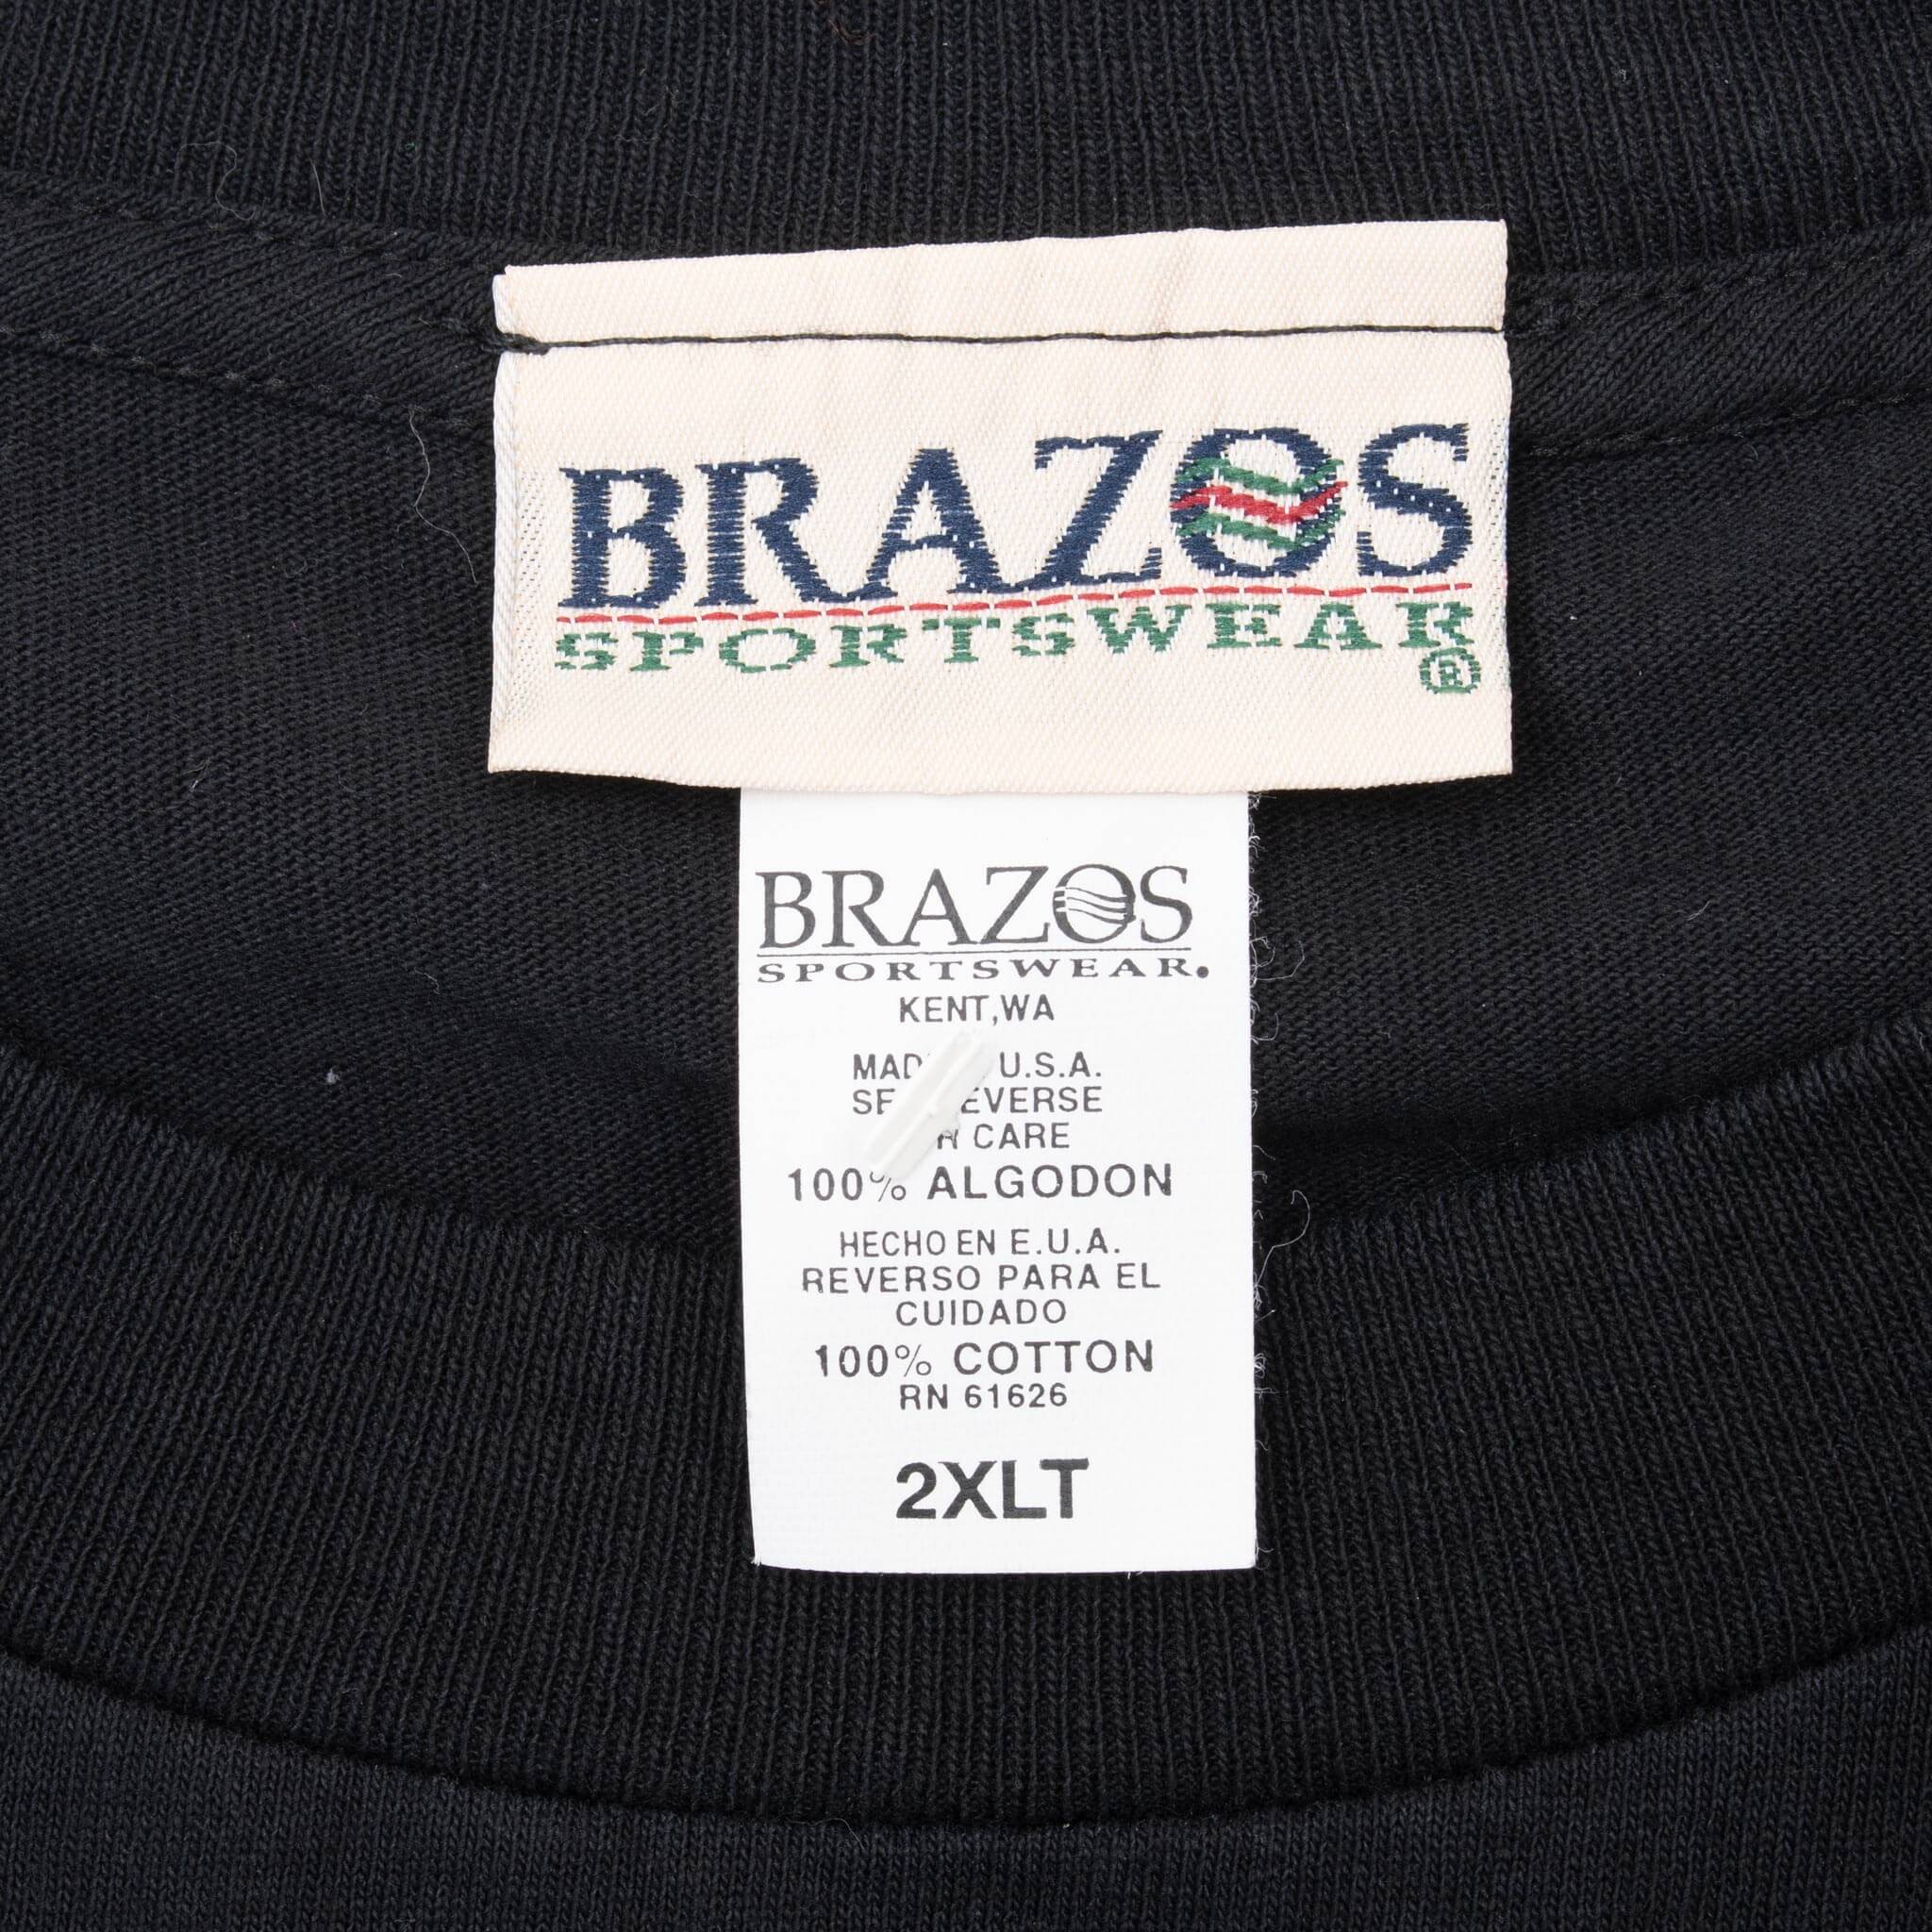 BRAZOS
SPORTSWEAR®
BRAZOS
SPORTSWEAR.
KENT,WA
U.S.A.
CARE
100% ALGODON
HECHO EN E.U.A.
REVERSO PARA EL
CUIDADO
100% COTTON
RN 61626
2XLT